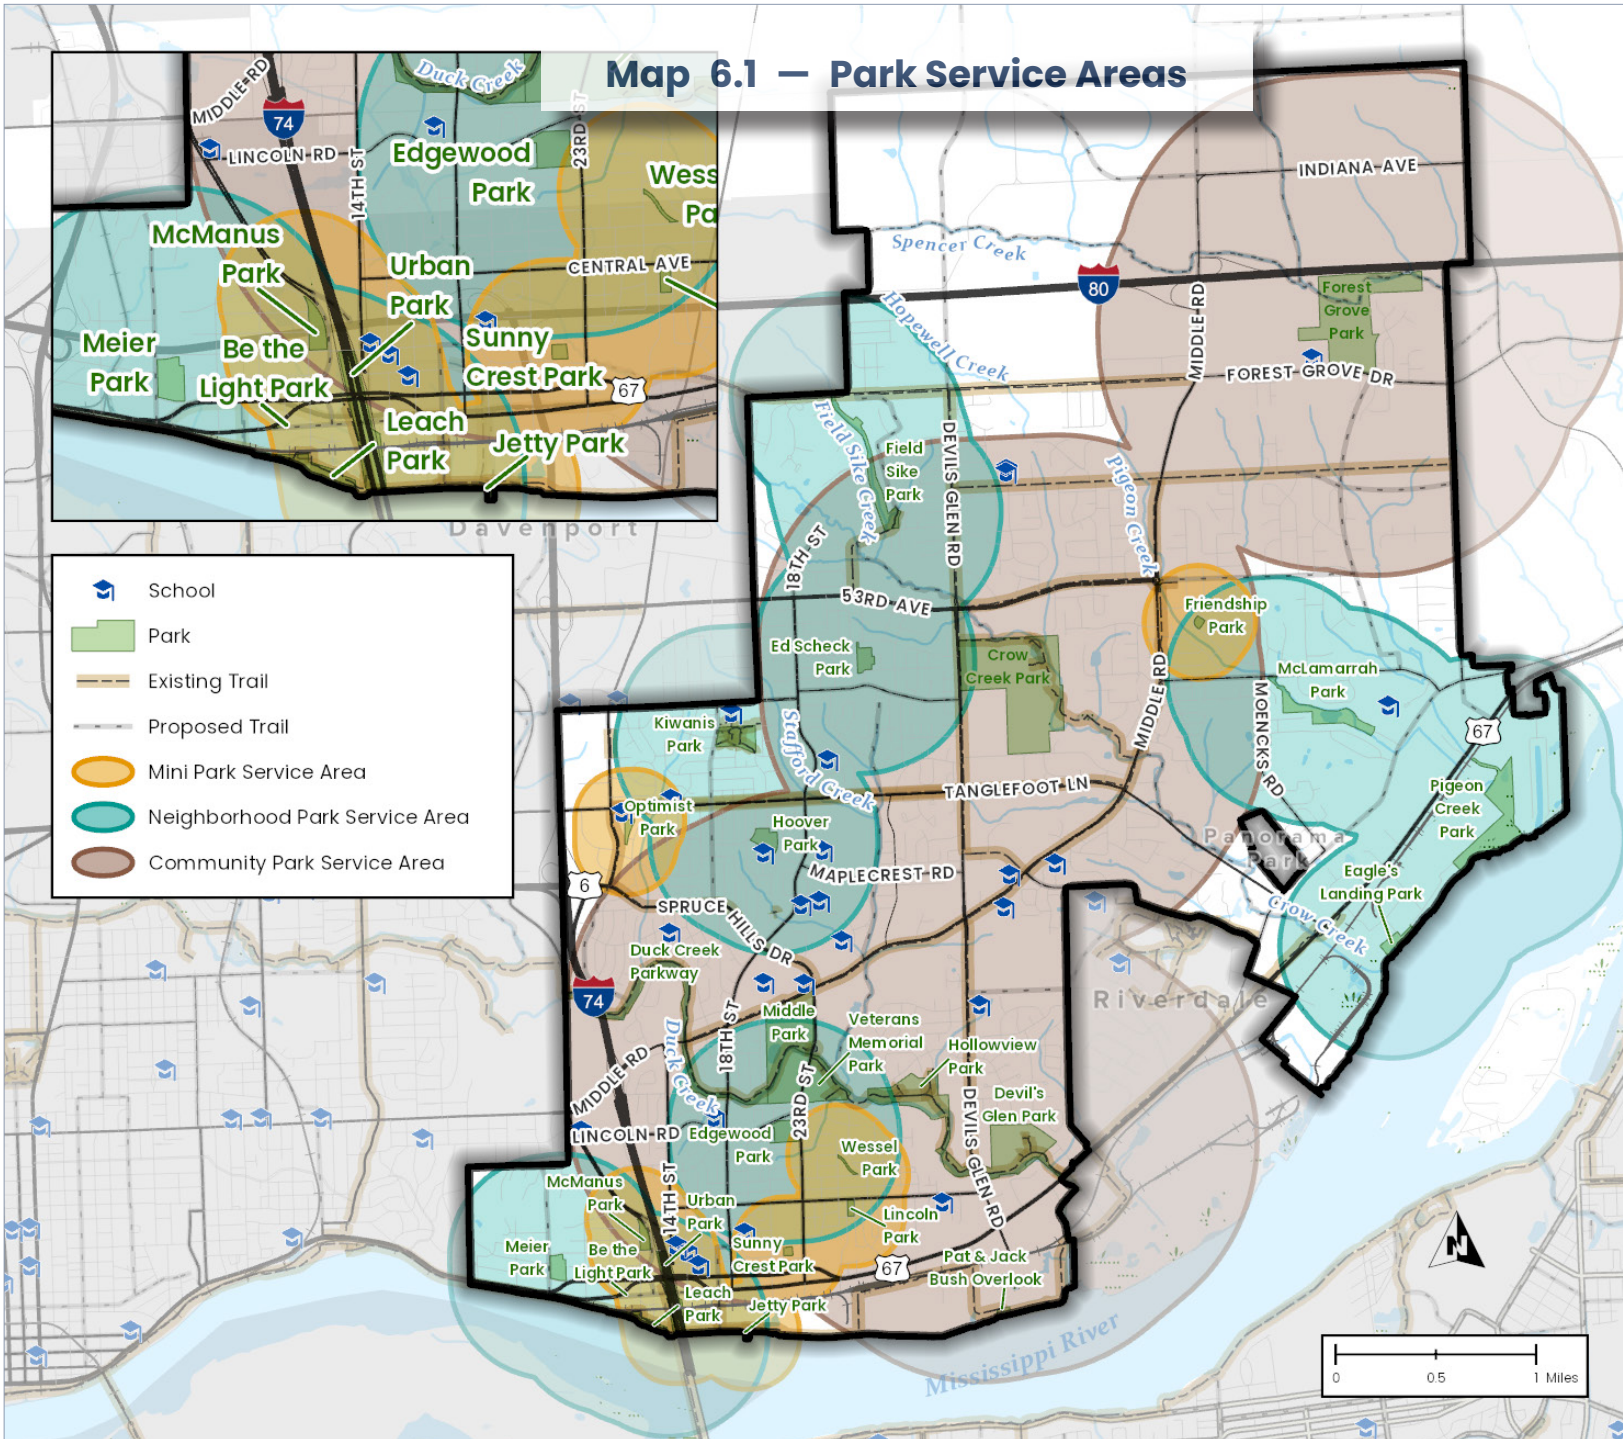 Map 6.1 — Park Service Areas
MIDDLE RD
Duck Creek
74
LINCOLN RD
14TH ST
23RD ST
Edgewood
Park
Wess
Pa
McManus
Park
Urban
Park
CENTRAL AVE
Meier
Park
Be the
Light Park
Sunny
Crest Park
67
Leach
Park
Jetty Park
Davenport
School
Park
Existing Trail
Proposed Trail
Mini Park Service Area
Neighborhood Park Service Area
Community Park Service Area
INDIANA AVE
Spencer Creek
80
Forest
Grove
Park
Hopewell Creek
MIDDLE RD
FOREST GROVE DR
Field Sike Creek
Field
Sike
Park
DEVILS GLEN RD
Pigeon Creek
18TH ST
53RD AVE
Friendship
Park
Ed Scheck
Park
Crow
Creek Park
McLamarrah
Park
MIDDLE RD
MOENCKS RD
67
Kiwanis
Park
Stafford Creek
TANGLEFOOT LN
Pigeon
Creek
Park
Optimist
Park
Hoover
Park
Panorama
Park
MAPLECREST RD
6
Eagle's
Landing Park
SPRUCE HILLS DR
Crow Creek
Duck Creek
Parkway
74
Riverdale
Middle
Park
Veterans
Memorial
Park
Hollowview
Park
18TH ST
Duck Creek
MIDDLE RD
Devil's
Glen Park
23RD ST
LINCOLN RD
Edgewood
Park
Wessel
Park
DEVILS GLEN RD
McManus
Park
14TH ST
Urban
Park
Lincoln
Park
Meier
Park
Be the
Light Park
Sunny
Crest Park
67
Pat & Jack
Bush Overlook
Leach
Park
Jetty Park
Mississippi River
N
0 0.5 1 Miles